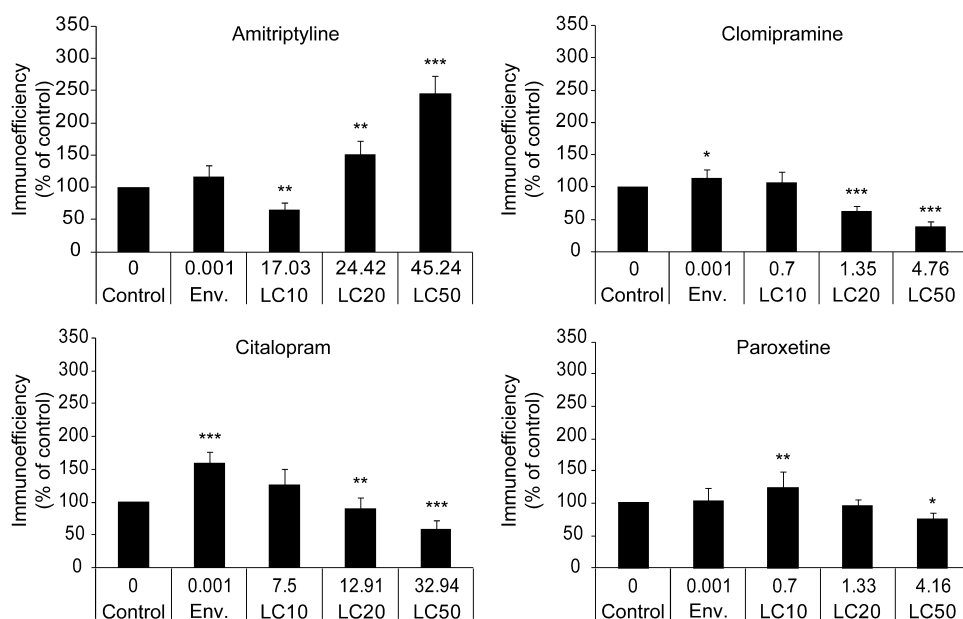 Amitriptyline
Immunoefficiency
(% of control)
350
300
250
200
150
100
50
0
**
**
***
0 0.001 17.03 24.42 45.24
Control Env. LC10 LC20 LC50
Clomipramine
Immunoefficiency
(% of control)
350
300
250
200
150
100
50
0
*
***
***
0 0.001 0.7 1.35 4.76
Control Env. LC10 LC20 LC50
Citalopram
Immunoefficiency
(% of control)
350
300
250
200
150
100
50
0
***
**
***
0 0.001 7.5 12.91 32.94
Control Env. LC10 LC20 LC50
Paroxetine
Immunoefficiency
(% of control)
350
300
250
200
150
100
50
0
**
*
0 0.001 0.7 1.33 4.16
Control Env. LC10 LC20 LC50